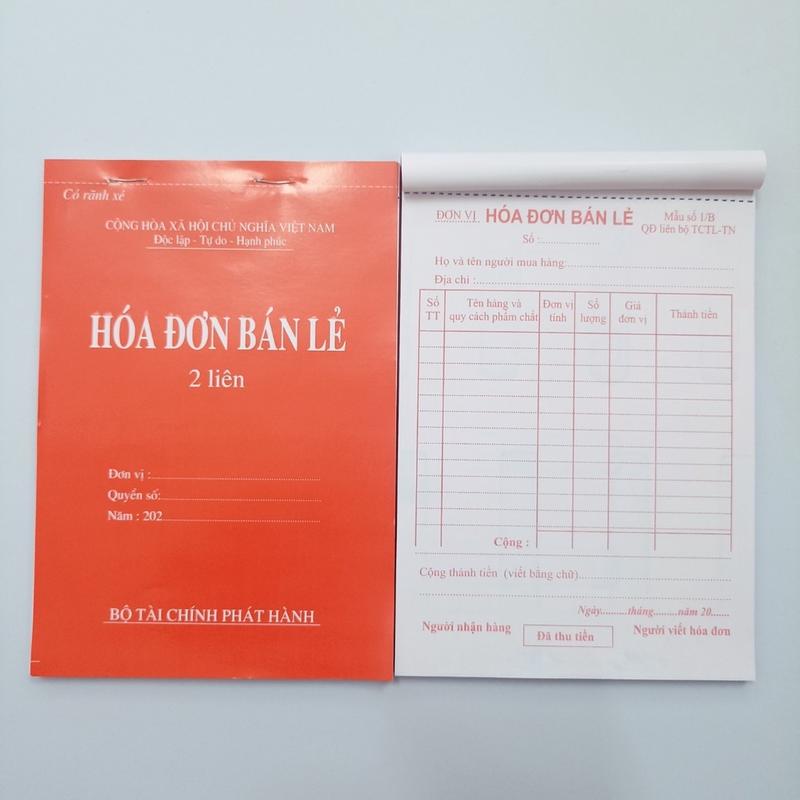 Có rãnh xé
CỘNG HÒA XÃ HỘI CHỦ NGHĨA VIỆT NAM
Độc lập - Tự do - Hạnh phúc
HÓA ĐƠN BÁN LẺ
2 liên
Đơn vị :
Quyển số:
Năm : 202
BỘ TÀI CHÍNH PHÁT HÀNH
ĐƠN VỊ HÓA ĐƠN BÁN LẺ Mẫu số 1/B
Số :.................... QĐ liên bộ TCTL-TN
Họ và tên người mua hàng:
Địa chỉ :
Số TT Tên hàng và quy cách phẩm chất Đơn vị tính Số lượng Giá đơn vị Thành tiền
Cộng :
Cộng thành tiền (viết bằng chữ)
Ngày.......tháng........năm 20......
Người nhận hàng Đã thu tiền Người viết hóa đơn